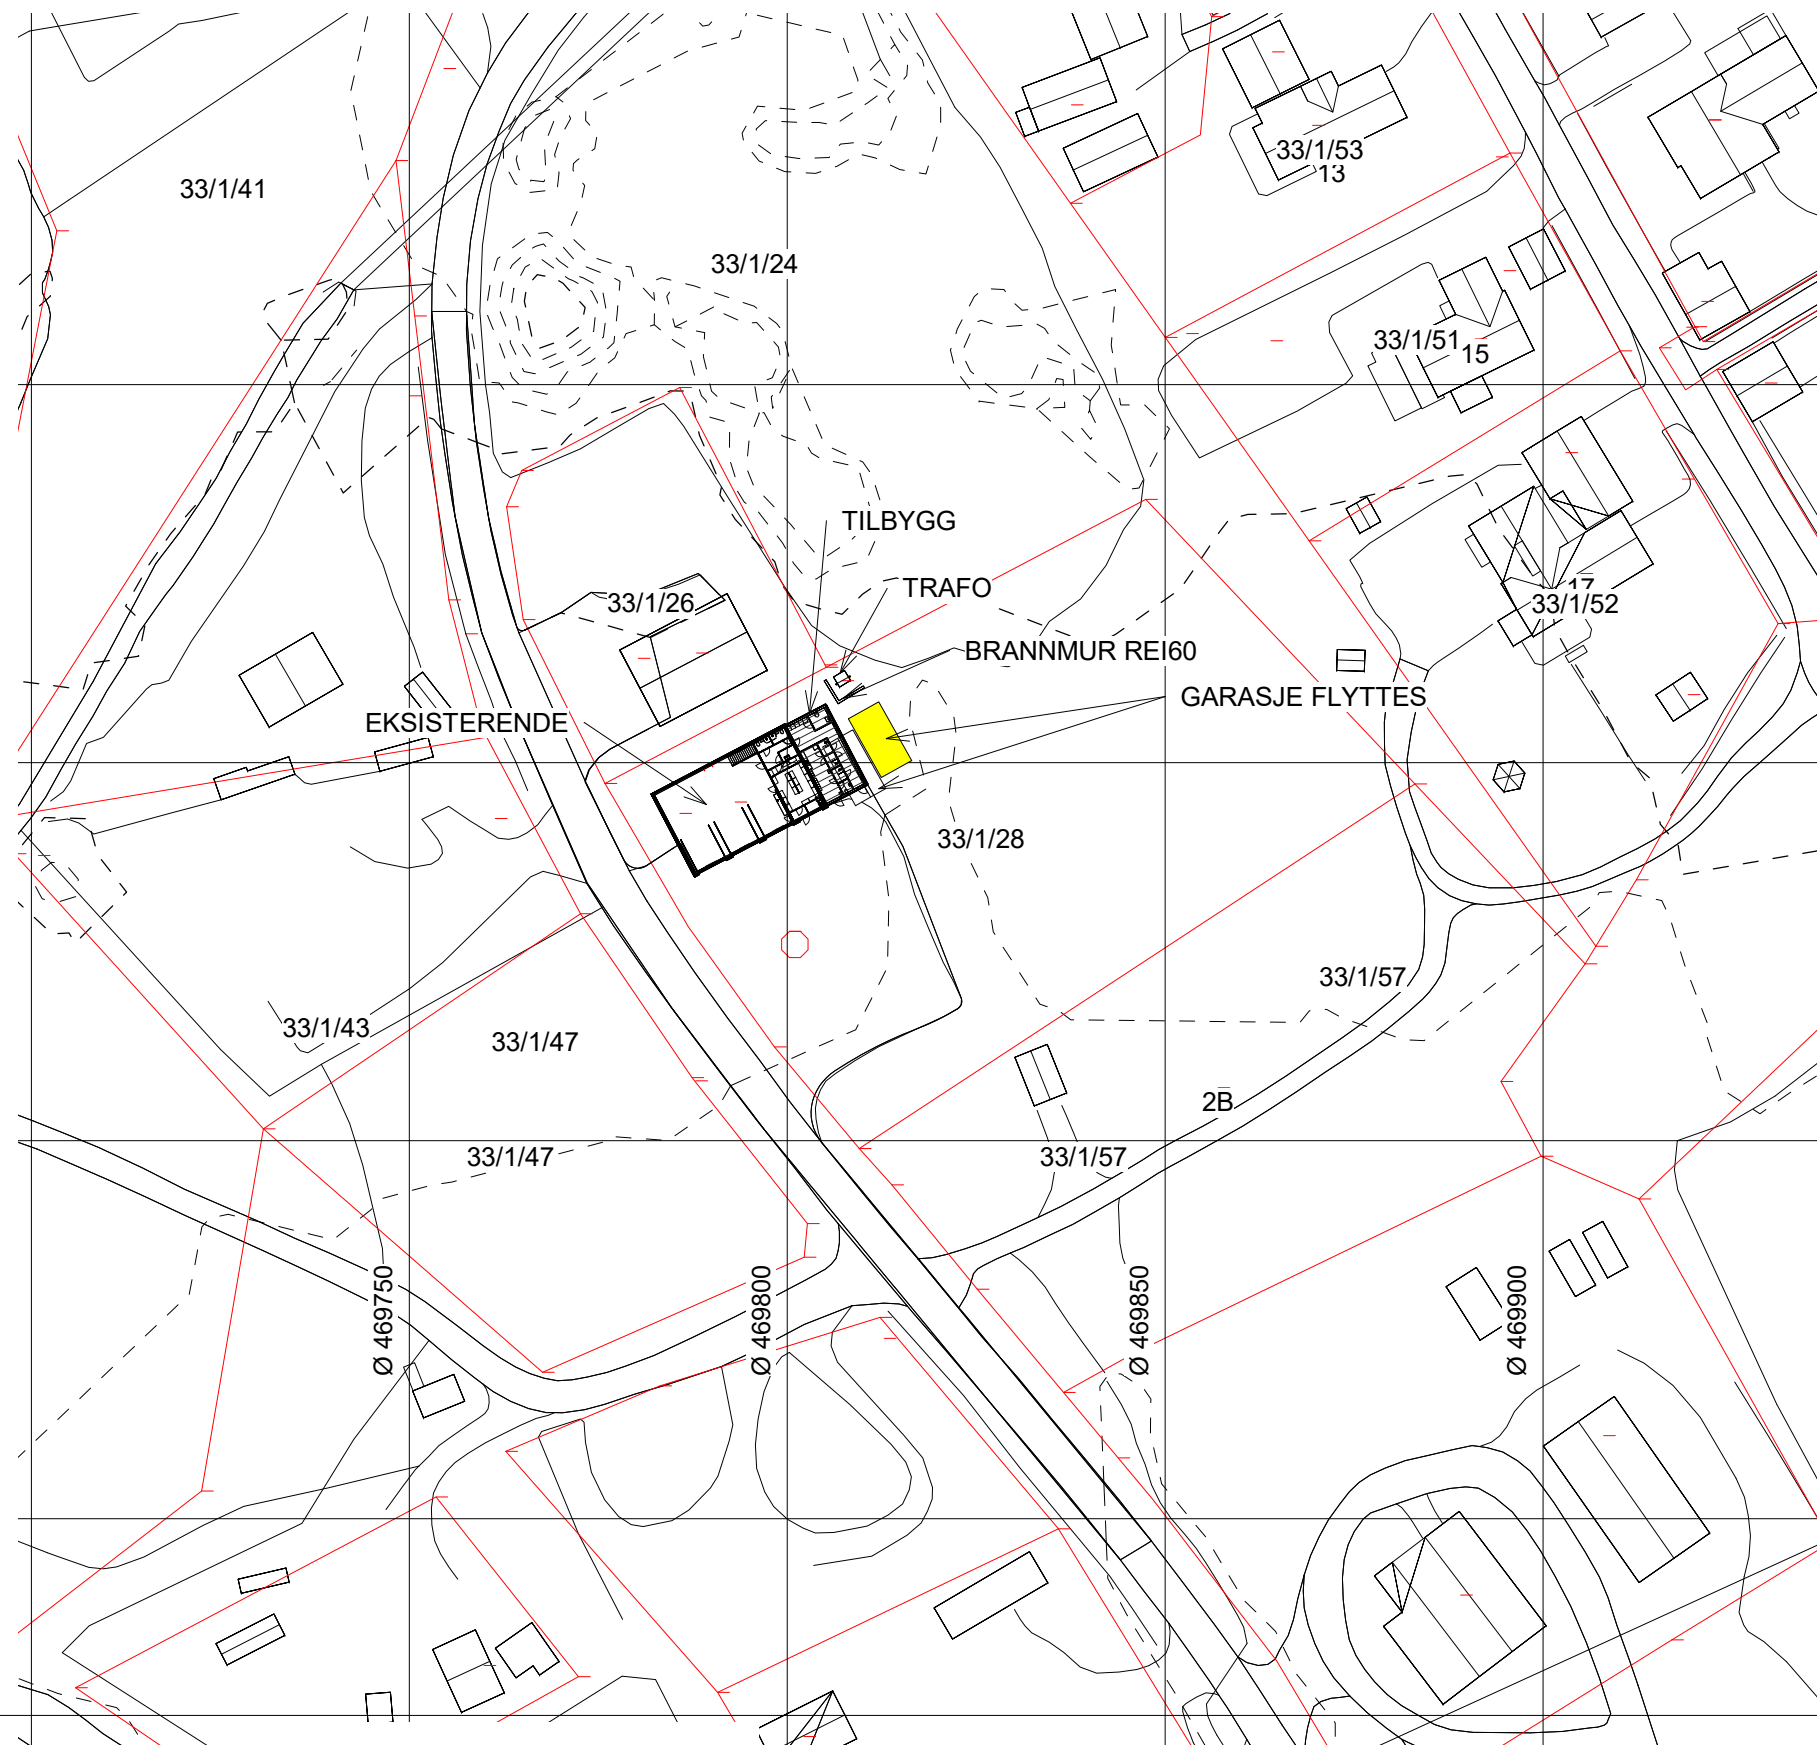 33/1/53
13
33/1/41
33/1/24
33/1/51
15
TILBYGG
TRAFO
17
33/1/26
33/1/52
BRANNMUR REI60
GARASJE FLYTTES
EKSISTERENDE
33/1/28
33/1/57
33/1/43
33/1/47
2B
33/1/47
33/1/57
Ø 469750
Ø 469800
Ø 469850
Ø 469900